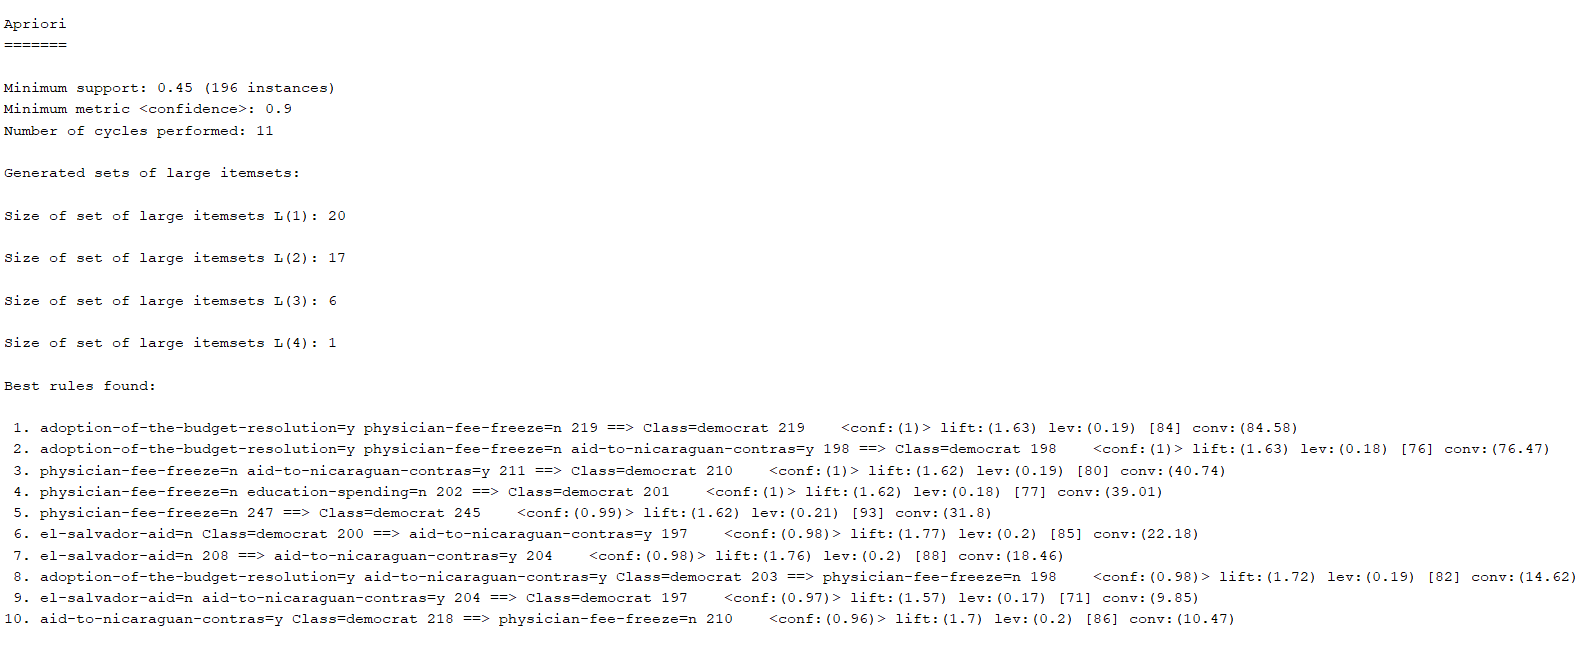 Apriori
=======
Minimum support: 0.45 (196 instances)
Minimum metric <confidence>: 0.9
Number of cycles performed: 11
Generated sets of large itemsets:
Size of set of large itemsets L(1): 20
Size of set of large itemsets L(2): 17
Size of set of large itemsets L(3): 6
Size of set of large itemsets L(4): 1
Best rules found:
1. adoption-of-the-budget-resolution=y physician-fee-freeze=n 219 ==> Class=democrat 219    <conf:(1)> lift:(1.63) lev:(0.19) [84] conv:(84.58)
2. adoption-of-the-budget-resolution=y physician-fee-freeze=n aid-to-nicaraguan-contras=y 198 ==> Class=democrat 198    <conf:(1)> lift:(1.63) lev:(0.18) [76] conv:(76.47)
3. physician-fee-freeze=n aid-to-nicaraguan-contras=y 211 ==> Class=democrat 210    <conf:(1)> lift:(1.62) lev:(0.19) [80] conv:(40.74)
4. physician-fee-freeze=n education-spending=n 202 ==> Class=democrat 201    <conf:(1)> lift:(1.62) lev:(0.18) [77] conv:(39.01)
5. physician-fee-freeze=n 247 ==> Class=democrat 245    <conf:(0.99)> lift:(1.62) lev:(0.21) [93] conv:(31.8)
6. el-salvador-aid=n Class=democrat 200 ==> aid-to-nicaraguan-contras=y 197    <conf:(0.98)> lift:(1.77) lev:(0.2) [85] conv:(22.18)
7. el-salvador-aid=n 208 ==> aid-to-nicaraguan-contras=y 204    <conf:(0.98)> lift:(1.76) lev:(0.2) [88] conv:(18.46)
8. adoption-of-the-budget-resolution=y aid-to-nicaraguan-contras=y Class=democrat 203 ==> physician-fee-freeze=n 198    <conf:(0.98)> lift:(1.72) lev:(0.19) [82] conv:(14.62)
9. el-salvador-aid=n aid-to-nicaraguan-contras=y 204 ==> Class=democrat 197    <conf:(0.97)> lift:(1.57) lev:(0.17) [71] conv:(9.85)
10. aid-to-nicaraguan-contras=y Class=democrat 218 ==> physician-fee-freeze=n 210    <conf:(0.96)> lift:(1.7) lev:(0.2) [86] conv:(10.47)